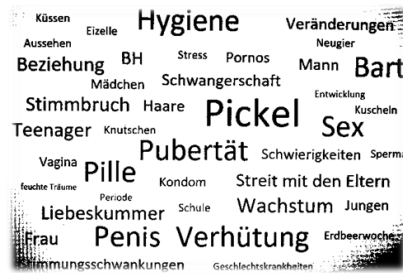 Küssen Hygiene Veränderungen
Eizelle
Aussehen Neugier
Beziehung BH Stress Pornos Mann Bart
Mädchen Schwangerschaft
Entwicklung
Stimmbruch Haare Pickel Kuscheln
Teenager Knutschen Sex
Pubertät Schwierigkeiten Sperm
Vagina Pille Kondom Streit mit den Eltern
feuchte Träume
Periode
Liebeskummer Schule Wachstum Jungen
Frau Penis Verhütung Erdbeerwoche
Stimmungsschwankungen Geschlechtskrankheiten